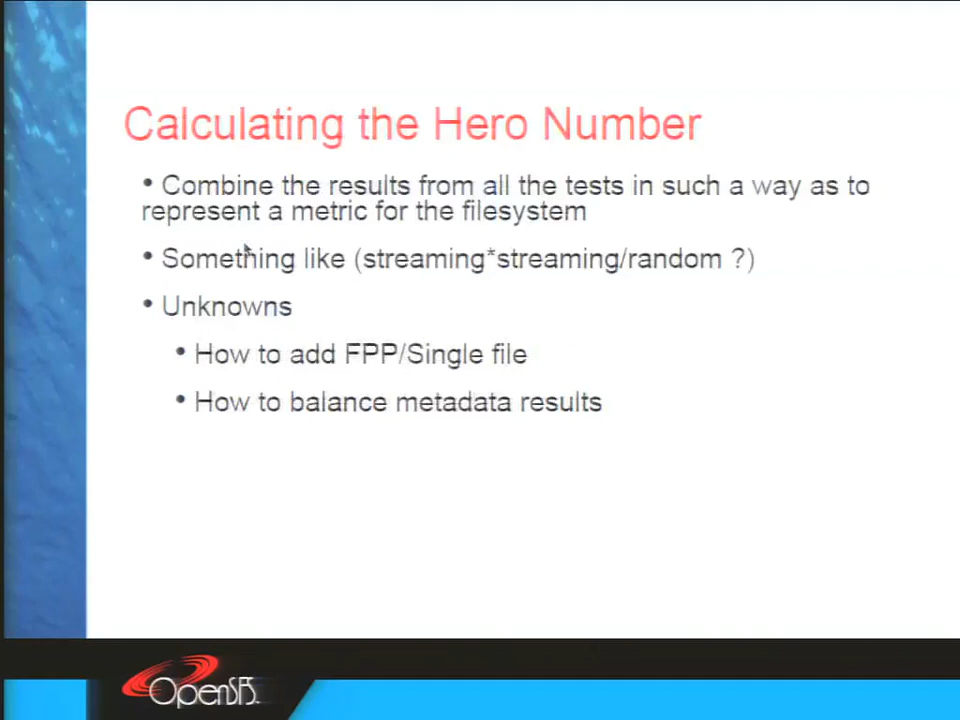 Calculating the Hero Number
• Combine the results from all the tests in such a way as to
represent a metric for the filesystem
• Something like (streaming*streaming/random ?)
• Unknowns
• How to add FPP/Single file
• How to balance metadata results
OpenSFS